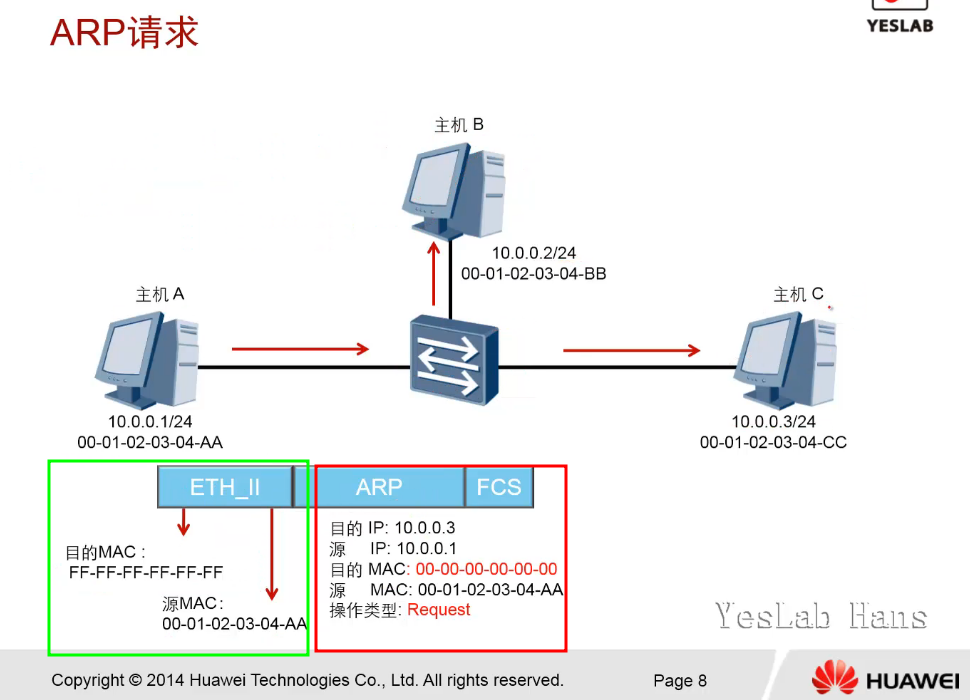 ARP请求
YESLAB
主机 B
10.0.0.2/24
00-01-02-03-04-BB
主机 A
主机 C
10.0.0.1/24
00-01-02-03-04-AA
10.0.0.3/24
00-01-02-03-04-CC
ETH_II ARP FCS
目的MAC :
FF-FF-FF-FF-FF-FF
源MAC:
00-01-02-03-04-AA
目的 IP: 10.0.0.3
源 IP: 10.0.0.1
目的 MAC: 00-00-00-00-00-00
源 MAC: 00-01-02-03-04-AA
操作类型: Request
YesLab Hans
Copyright © 2014 Huawei Technologies Co., Ltd. All rights reserved.
Page 8
HUAWEI